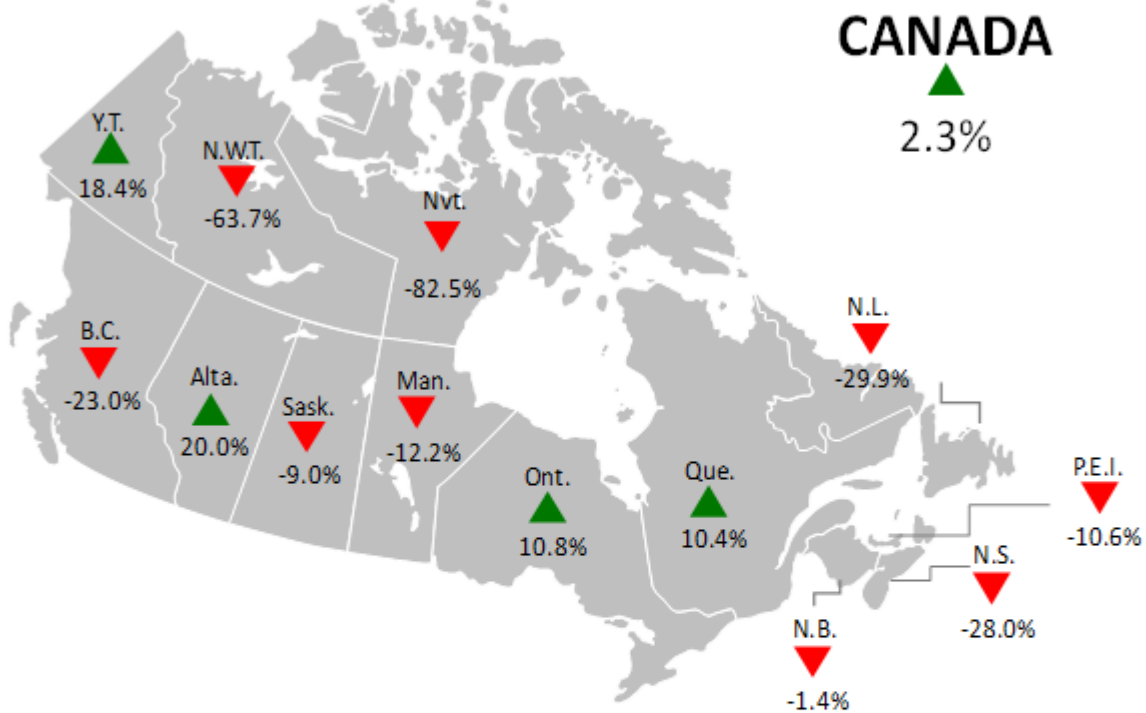 CANADA
2.3%
Y.T.
18.4%
N.W.T.
-63.7%
Nvt.
-82.5%
B.C.
-23.0%
Alta.
20.0%
Sask.
-9.0%
Man.
-12.2%
Ont.
10.8%
Que.
10.4%
N.L.
-29.9%
P.E.I.
-10.6%
N.S.
-28.0%
N.B.
-1.4%